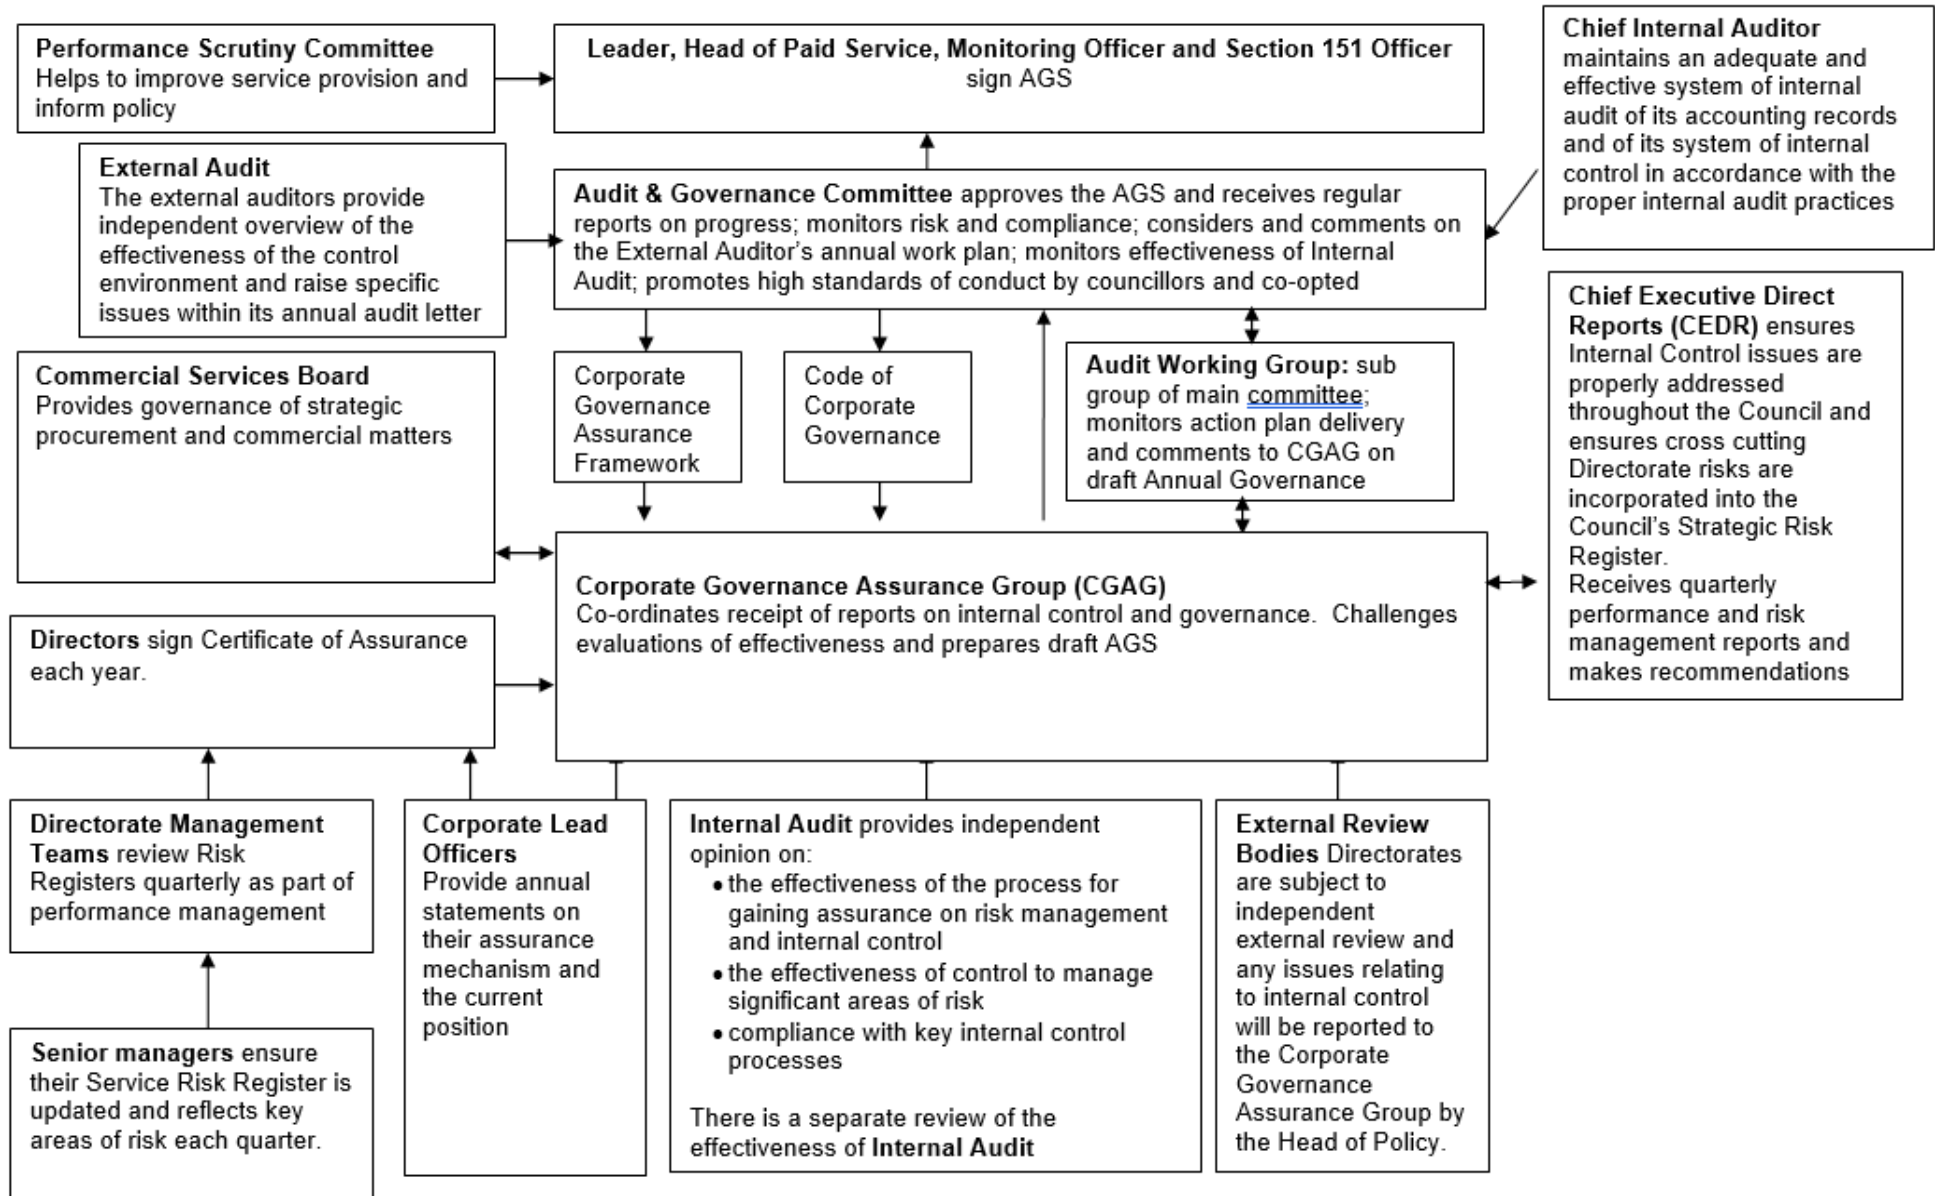 Performance Scrutiny Committee
Helps to improve service provision and
inform policy
Leader, Head of Paid Service, Monitoring Officer and Section 151 Officer
sign AGS
Chief Internal Auditor
maintains an adequate and
effective system of internal
audit of its accounting records
and of its system of internal
control in accordance with the
proper internal audit practices
External Audit
The external auditors provide
independent overview of the
effectiveness of the control
environment and raise specific
issues within its annual audit letter
Audit & Governance Committee approves the AGS and receives regular
reports on progress; monitors risk and compliance; considers and comments on
the External Auditor's annual work plan; monitors effectiveness of Internal
Audit; promotes high standards of conduct by councillors and co-opted
Chief Executive Direct
Reports (CEDR) ensures
Internal Control issues are
properly addressed
throughout the Council and
ensures cross cutting
Directorate risks are
incorporated into the
Council's Strategic Risk
Register.
Receives quarterly
performance and risk
management reports and
makes recommendations
Commercial Services Board
Provides governance of strategic
procurement and commercial matters
Corporate
Governance
Assurance
Framework
Code of
Corporate
Governance
Audit Working Group: sub
group of main committee;
monitors action plan delivery
and comments to CGAG on
draft Annual Governance
Corporate Governance Assurance Group (CGAG)
Co-ordinates receipt of reports on internal control and governance.  Challenges
evaluations of effectiveness and prepares draft AGS
Directors sign Certificate of Assurance
each year.
Directorate Management
Teams review Risk
Registers quarterly as part of
performance management
Corporate Lead
Officers
Provide annual
statements on
their assurance
mechanism and
the current
position
Internal Audit provides independent
opinion on:
• the effectiveness of the process for
gaining assurance on risk management
and internal control
• the effectiveness of control to manage
significant areas of risk
• compliance with key internal control
processes
There is a separate review of the
effectiveness of Internal Audit
External Review
Bodies Directorates
are subject to
independent
external review and
any issues relating
to internal control
will be reported to
the Corporate
Governance
Assurance Group by
the Head of Policy.
Senior managers ensure
their Service Risk Register is
updated and reflects key
areas of risk each quarter.